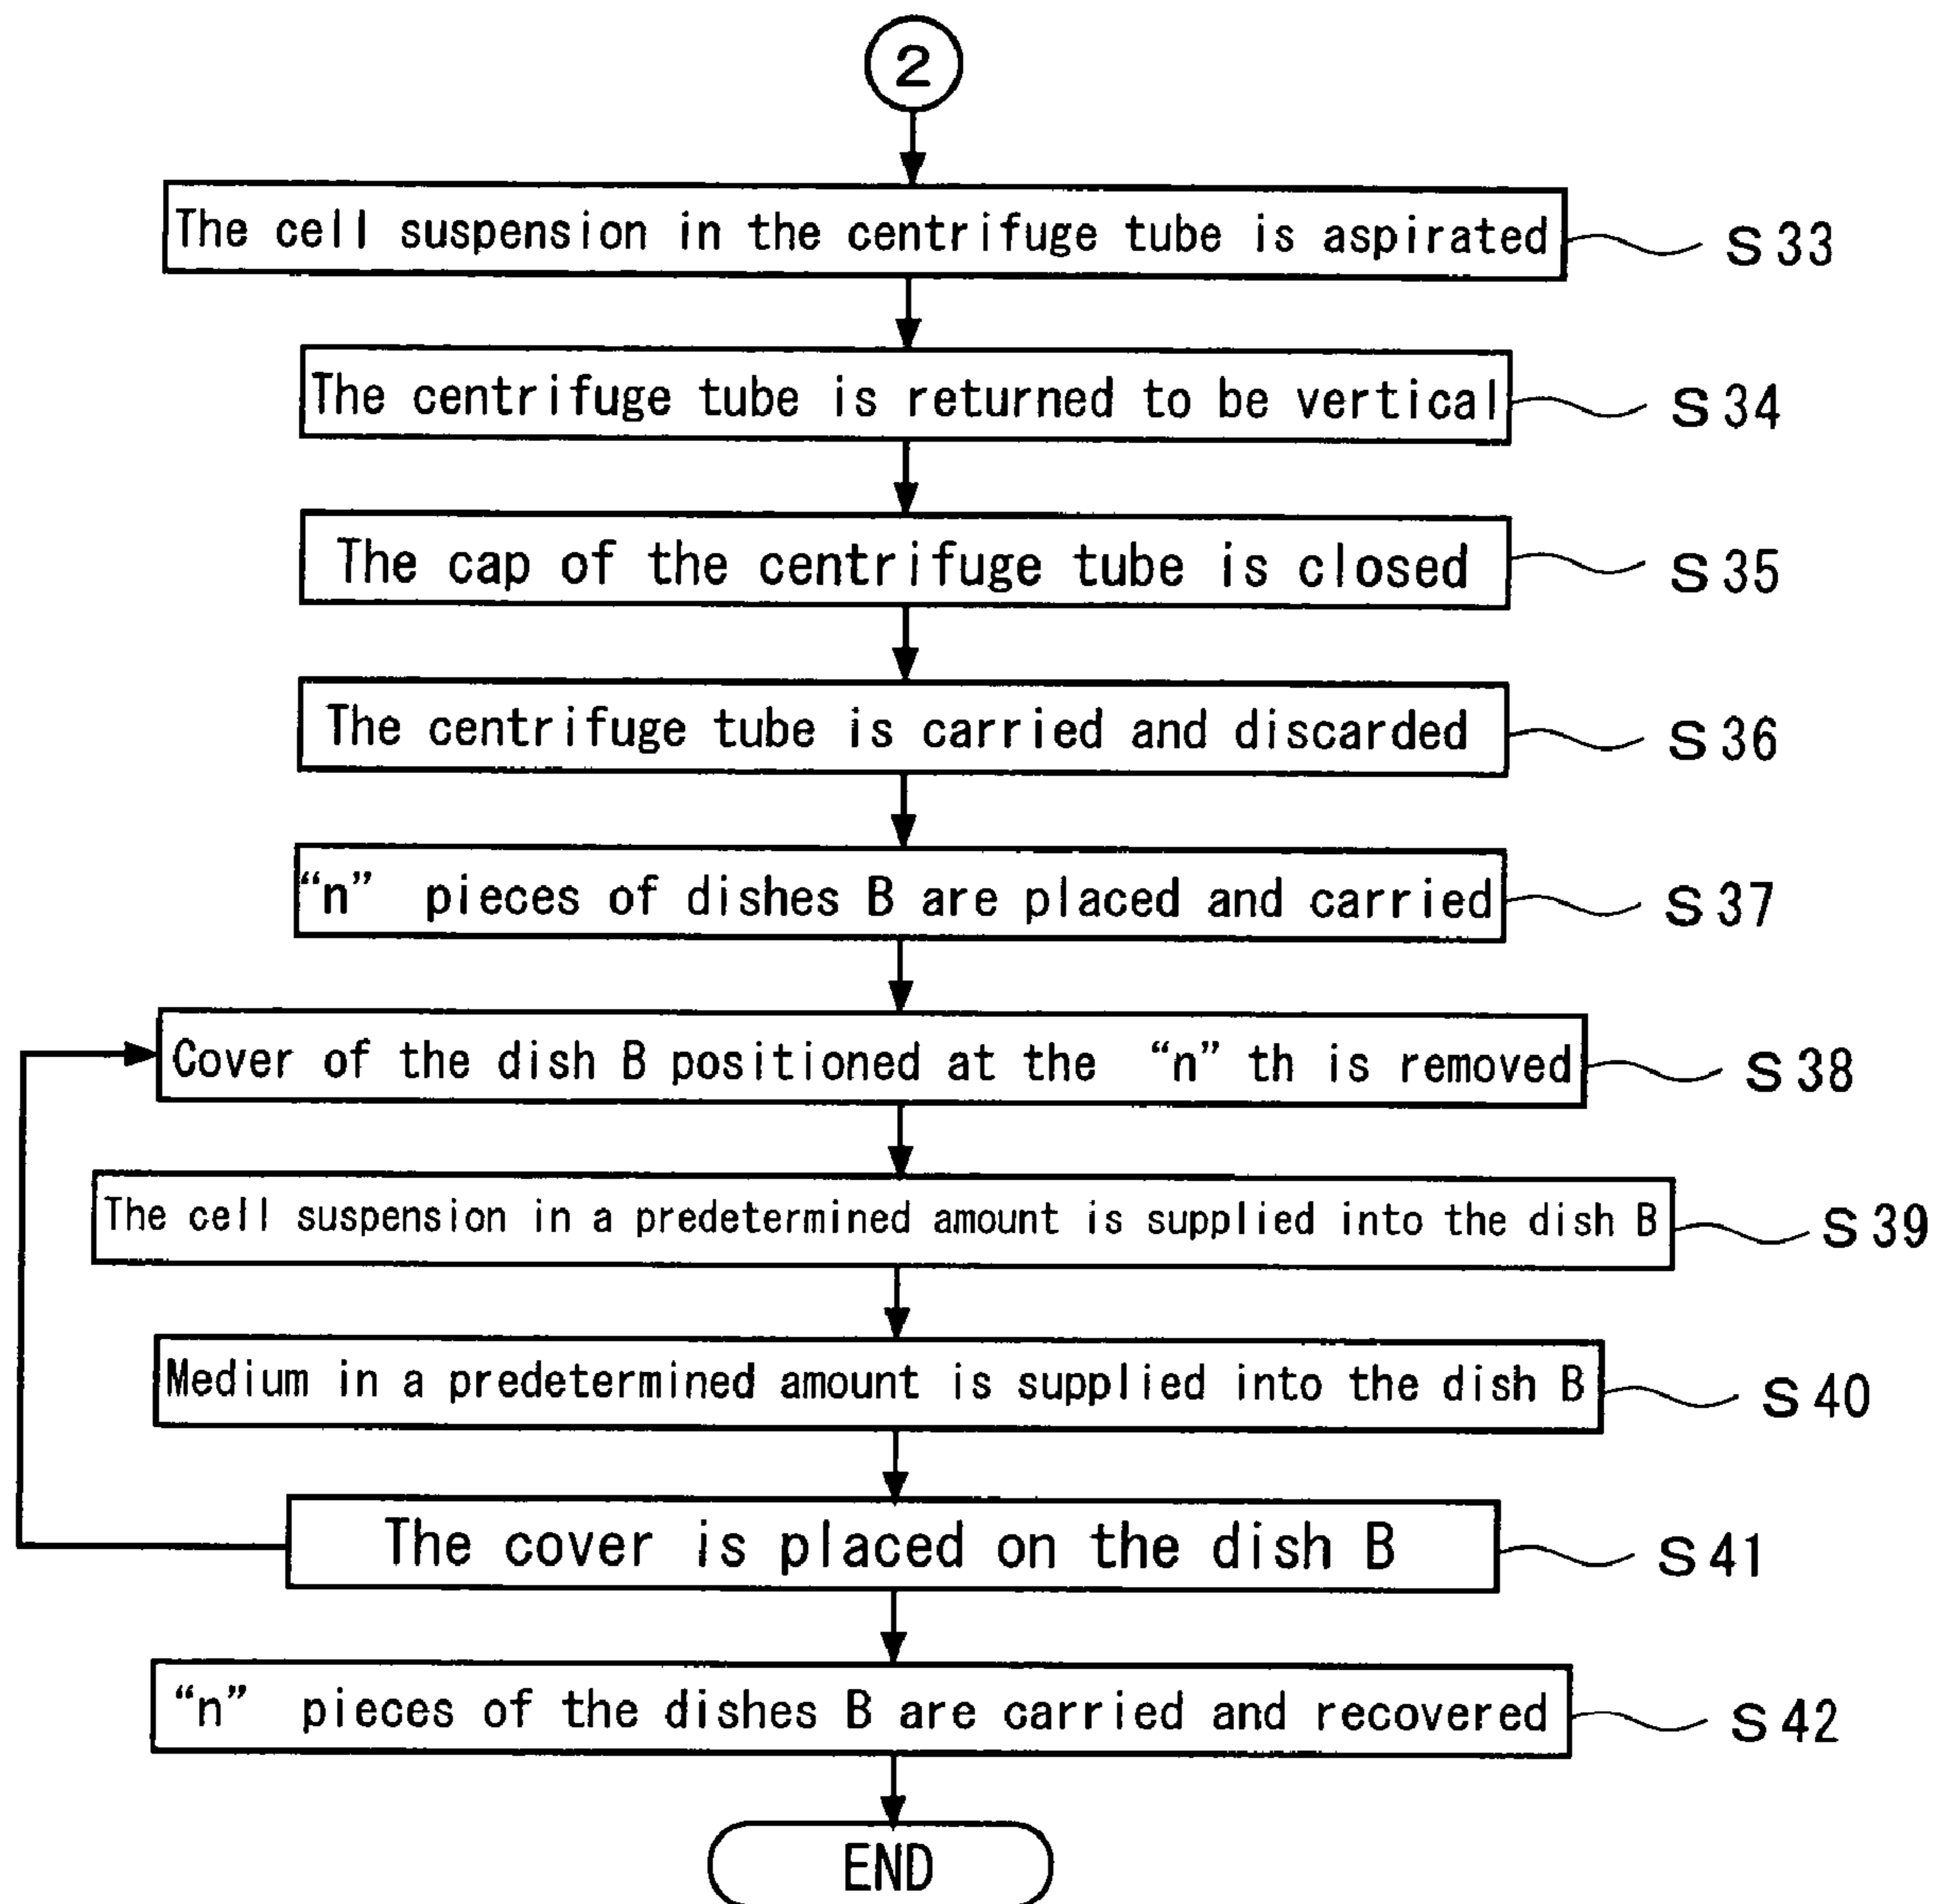 2
The cell suspension in the centrifuge tube is aspirated S33
The centrifuge tube is returned to be vertical S34
The cap of the centrifuge tube is closed S35
The centrifuge tube is carried and discarded S36
“n” pieces of dishes B are placed and carried S37
Cover of the dish B positioned at the “n” th is removed S38
The cell suspension in a predetermined amount is supplied into the dish B S39
Medium in a predetermined amount is supplied into the dish B S40
The cover is placed on the dish B S41
“n” pieces of the dishes B are carried and recovered S42
END